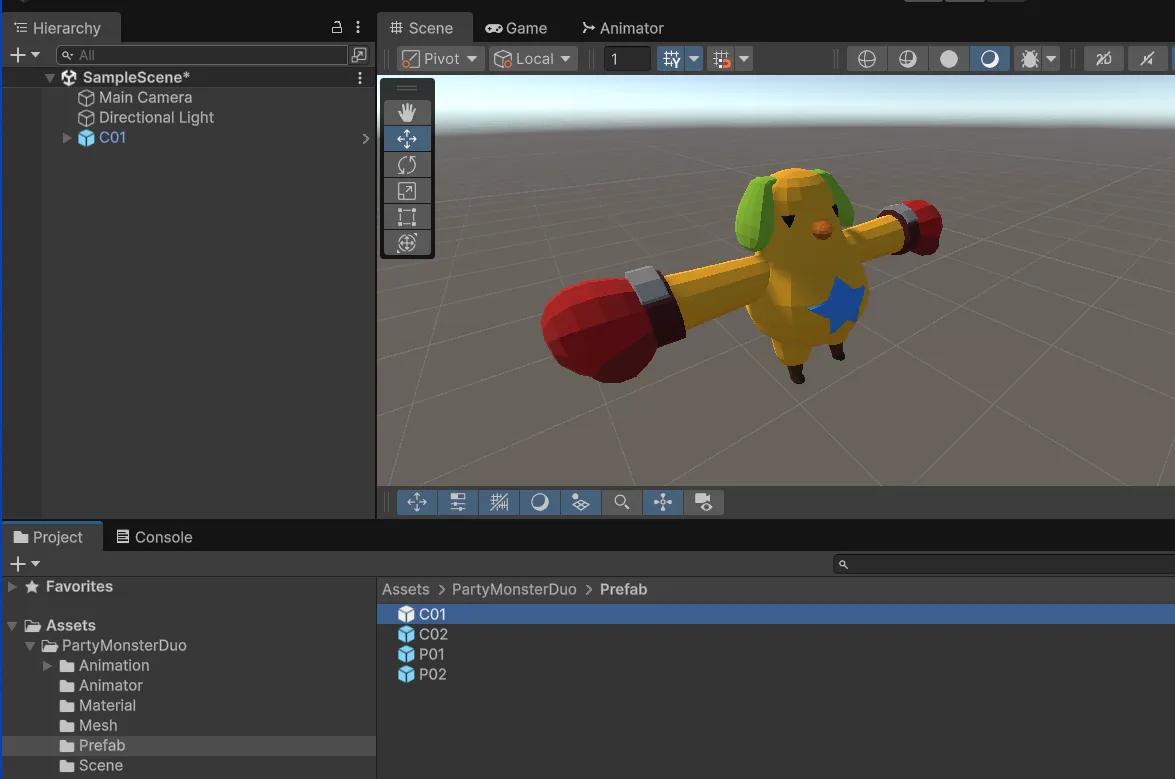 Hierarchy
All
SampleScene*
Main Camera
Directional Light
C01
Scene
Game
Animator
Pivot
Local
1
2D
Project
Console
Favorites
Assets
PartyMonsterDuo
Animation
Animator
Material
Mesh
Prefab
Scene
Assets > PartyMonsterDuo > Prefab
C01
C02
P01
P02